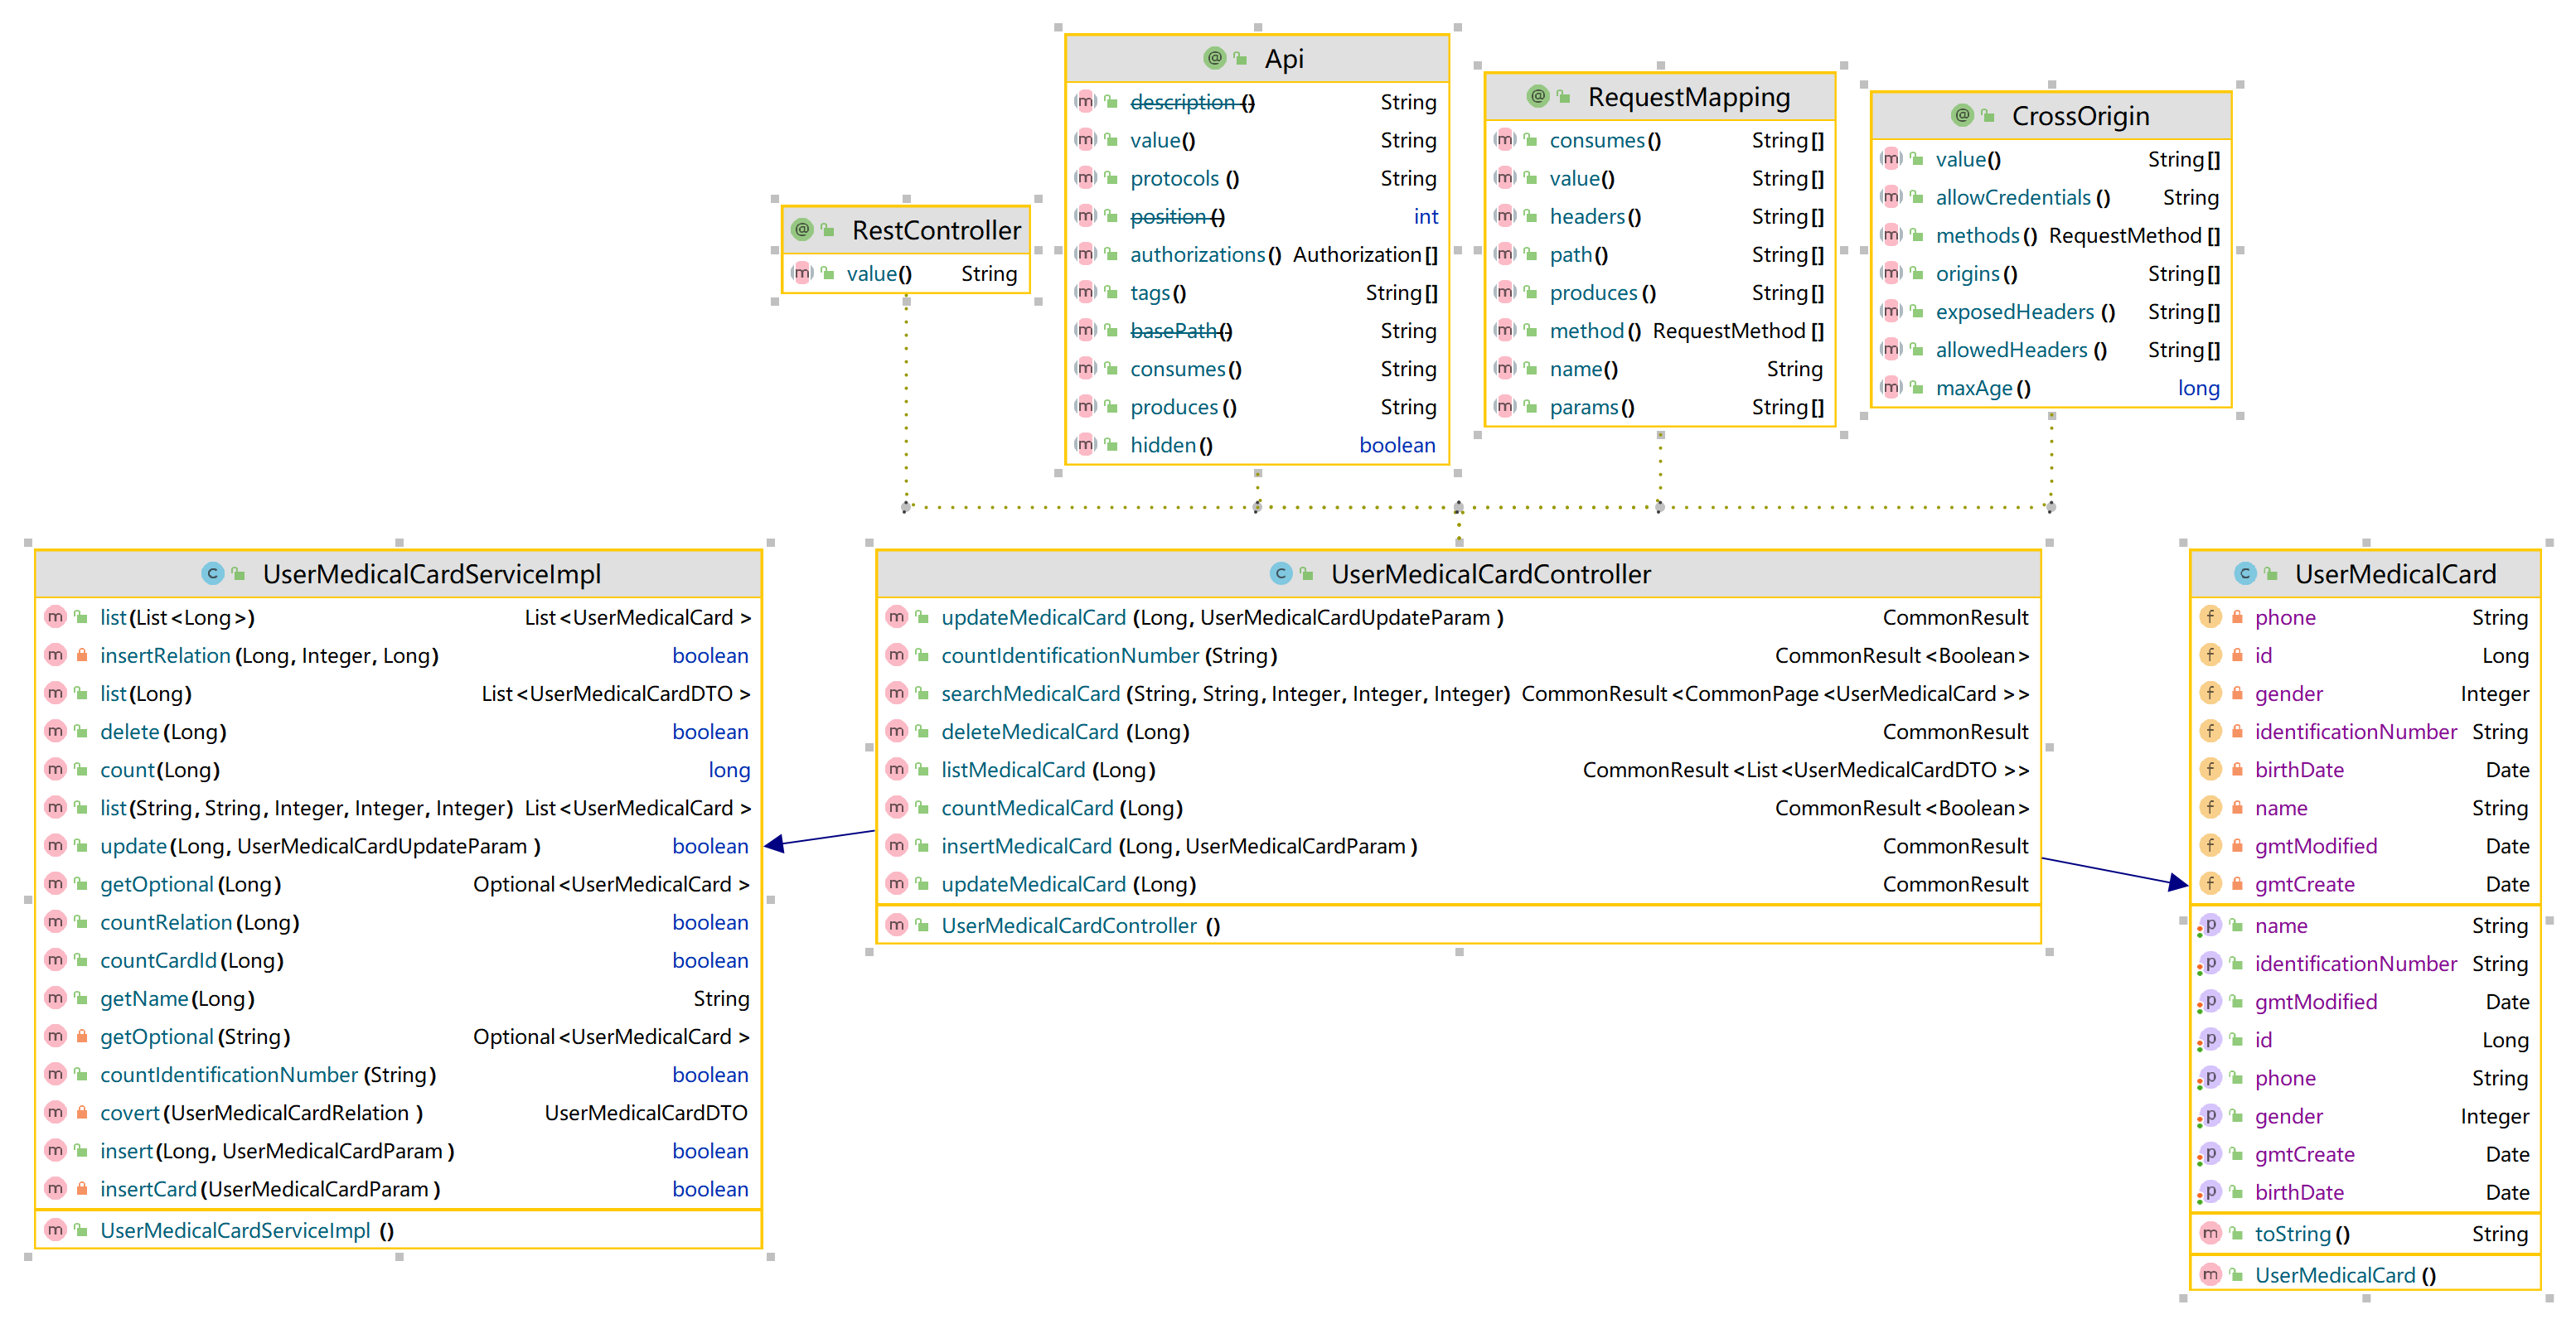 Api
description() String
value() String
protocols() String
position() int
authorizations() Authorization[]
tags() String[]
basePath() String
consumes() String
produces() String
hidden() boolean
RequestMapping
consumes() String[]
value() String[]
headers() String[]
path() String[]
produces() String[]
method() RequestMethod[]
name() String
params() String[]
CrossOrigin
value() String[]
allowCredentials() String
methods() RequestMethod[]
origins() String[]
exposedHeaders() String[]
allowedHeaders() String[]
maxAge() long
RestController
value() String
UserMedicalCardServiceImpl
list(List<Long>) List<UserMedicalCard>
insertRelation(Long, Integer, Long) boolean
list(Long) List<UserMedicalCardDTO>
delete(Long) boolean
count(Long) long
list(String, String, Integer, Integer, Integer) List<UserMedicalCard>
update(Long, UserMedicalCardUpdateParam) boolean
getOptional(Long) Optional<UserMedicalCard>
countRelation(Long) boolean
countCardId(Long) boolean
getName(Long) String
getOptional(String) Optional<UserMedicalCard>
countIdentificationNumber(String) boolean
covert(UserMedicalCardRelation) UserMedicalCardDTO
insert(Long, UserMedicalCardParam) boolean
insertCard(UserMedicalCardParam) boolean
UserMedicalCardServiceImpl()
UserMedicalCardController
updateMedicalCard(Long, UserMedicalCardUpdateParam) CommonResult
countIdentificationNumber(String) CommonResult<Boolean>
searchMedicalCard(String, String, Integer, Integer, Integer) CommonResult<CommonPage<UserMedicalCard>>
deleteMedicalCard(Long) CommonResult
listMedicalCard(Long) CommonResult<List<UserMedicalCardDTO>>
countMedicalCard(Long) CommonResult<Boolean>
insertMedicalCard(Long, UserMedicalCardParam) CommonResult
updateMedicalCard(Long) CommonResult
UserMedicalCardController()
UserMedicalCard
phone String
id Long
gender Integer
identificationNumber String
birthDate Date
name String
gmtModified Date
gmtCreate Date
name String
identificationNumber String
gmtModified Date
id Long
phone String
gender Integer
gmtCreate Date
birthDate Date
toString() String
UserMedicalCard()